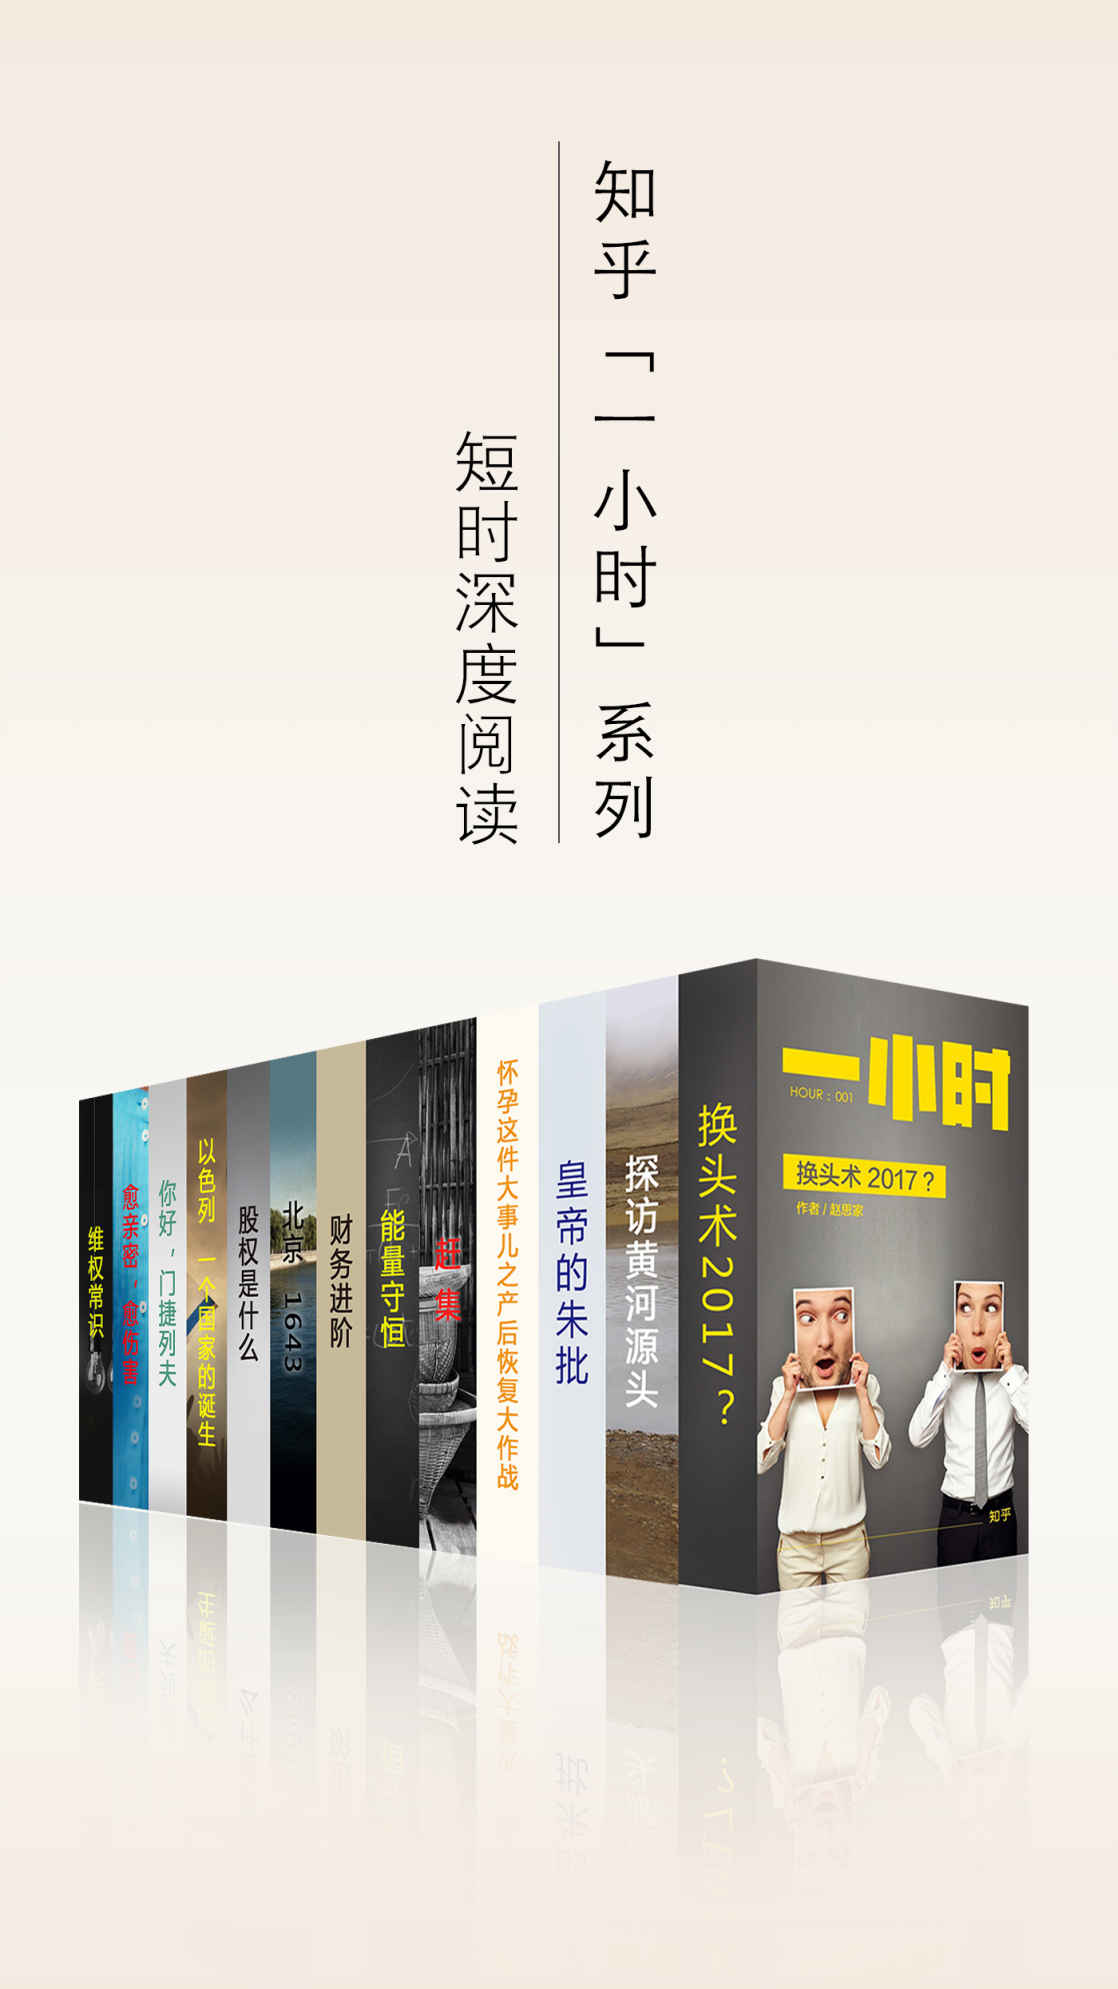 知乎「一小时」系列
短时深度阅读
维权常识
愈亲密，愈伤害
你好，门捷列夫
以色列 一个国家的诞生
股权是什么
北京 1643
财务进阶
能量守恒
赶集
怀孕这件大事儿之产后恢复大作战
皇帝的朱批
探访黄河源头
换头术2017？
一小时
HOUR : 001
换头术 2017？
作者 / 赵思家
知乎